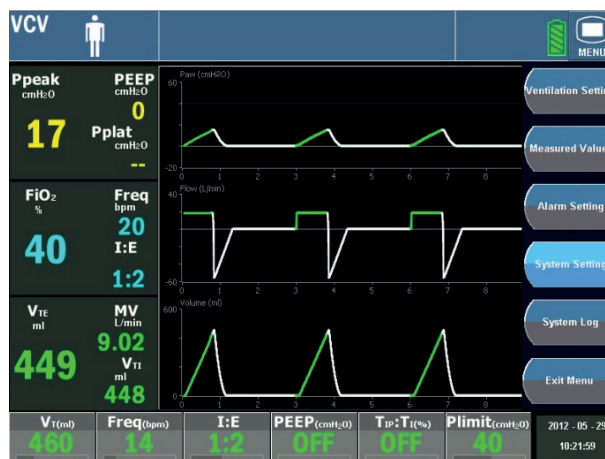 VCV
MENU
Ppeak
cmH2O
17
PEEP
cmH2O
0
Pplat
cmH2O
--
FiO2
%
40
Freq
bpm
20
I:E
1:2
VTE
ml
449
MV
L/min
9.02
VTI
ml
448
Paw (cmH2O)
60
-20
0 1 2 3 4 5 6 7 8
Flow (L/min)
40
-60
0 1 2 3 4 5 6 7 8
Volume (ml)
600
0
0 1 2 3 4 5 6 7 8
Ventilation Settin
Measured Value
Alarm Setting
System Setting
System Log
Exit Menu
VT(ml)
460
Freq(bpm)
14
I:E
1:2
PEEP(cmH2O)
OFF
TIP:TI(%)
OFF
Plimit(cmH2O)
40
2012 - 05 - 29
10:21:59